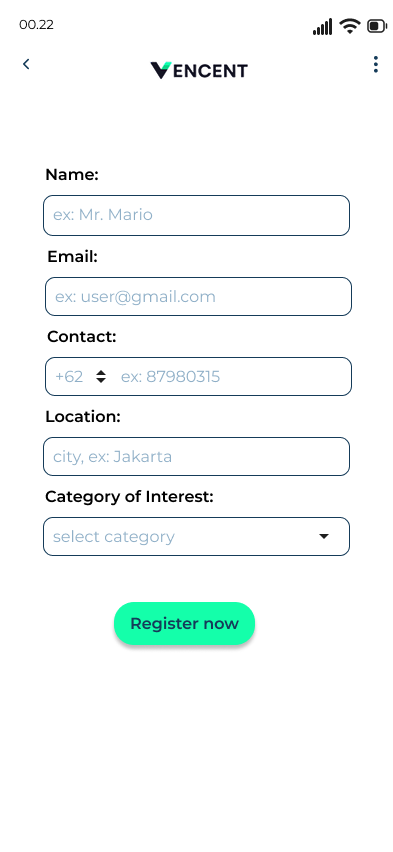 00.22
VENCENT
Name:
ex: Mr. Mario
Email:
ex: user@gmail.com
Contact:
+62 ex: 87980315
Location:
city, ex: Jakarta
Category of Interest:
select category
Register now